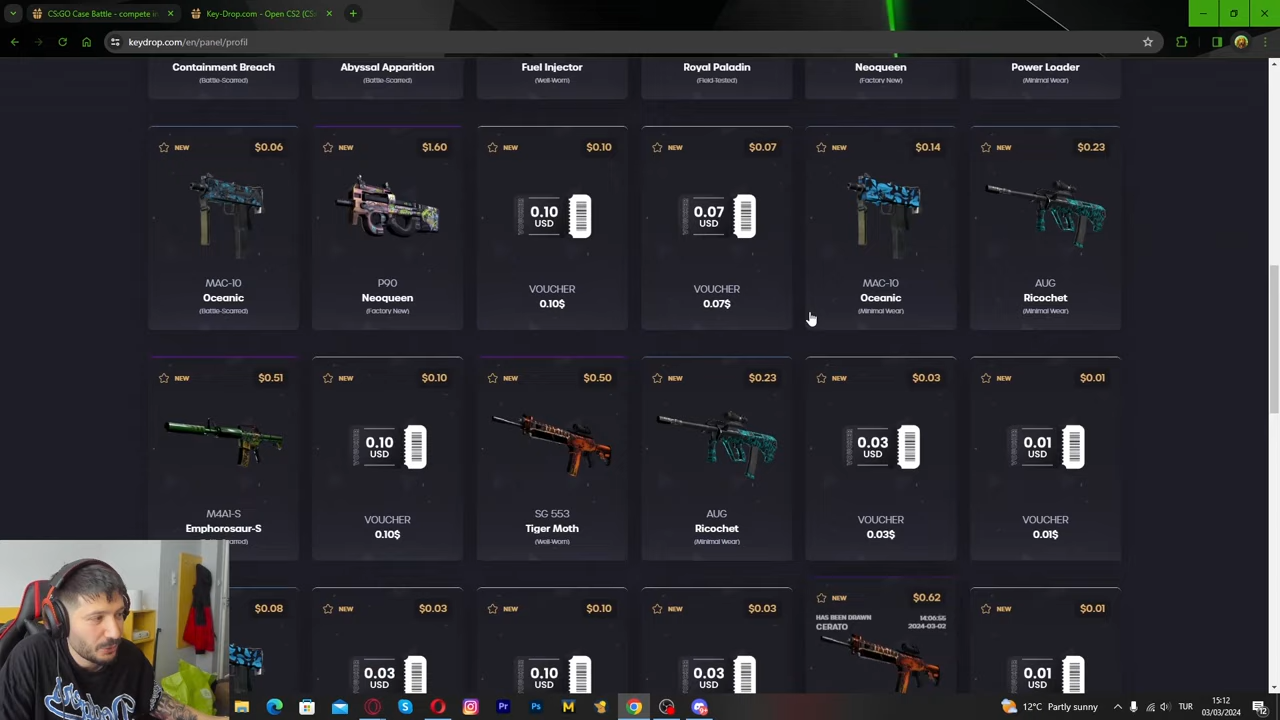 CS:GO Case Battle - compete in
Key-Drop.com - Open CS2 (CS
keydrop.com/en/panel/profil
Containment Breach
(Battle-Scarred)
Abyssal Apparition
(Battle-Scarred)
Fuel Injector
(Well-Worn)
Royal Paladin
(Field-Tested)
Neoqueen
(Factory New)
Power Loader
(Minimal Wear)
NEW $0.06
MAC-10
Oceanic
(Battle-Scarred)
NEW $1.60
P90
Neoqueen
(Factory New)
NEW $0.10
0.10
USD
VOUCHER
0.10$
NEW $0.07
0.07
USD
VOUCHER
0.07$
NEW $0.14
MAC-10
Oceanic
(Minimal Wear)
NEW $0.23
AUG
Ricochet
(Minimal Wear)
NEW $0.51
M4A1-S
Emphorosaur-S
NEW $0.10
0.10
USD
VOUCHER
0.10$
NEW $0.50
SG 553
Tiger Moth
(Well-Worn)
NEW $0.23
AUG
Ricochet
(Minimal Wear)
NEW $0.03
0.03
USD
VOUCHER
0.03$
NEW $0.01
0.01
USD
VOUCHER
0.01$
$0.08
NEW $0.03
0.03
USD
NEW $0.10
0.10
USD
NEW $0.03
0.03
USD
NEW $0.62
HAS BEEN DRAWN 14:06:55
CERATO 2024-03-02
NEW $0.01
0.01
USD
12°C Partly sunny
TUR
15:12
03/03/2024